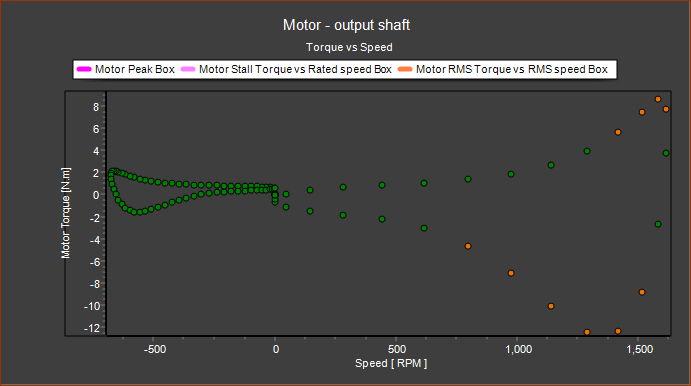 Motor - output shaft
Torque vs Speed
Motor Peak Box Motor Stall Torque vs Rated speed Box Motor RMS Torque vs RMS speed Box
Motor Torque [N.m]
8
6
4
2
0
-2
-4
-6
-8
-10
-12
-500 0 500 1,000 1,500
Speed [ RPM ]